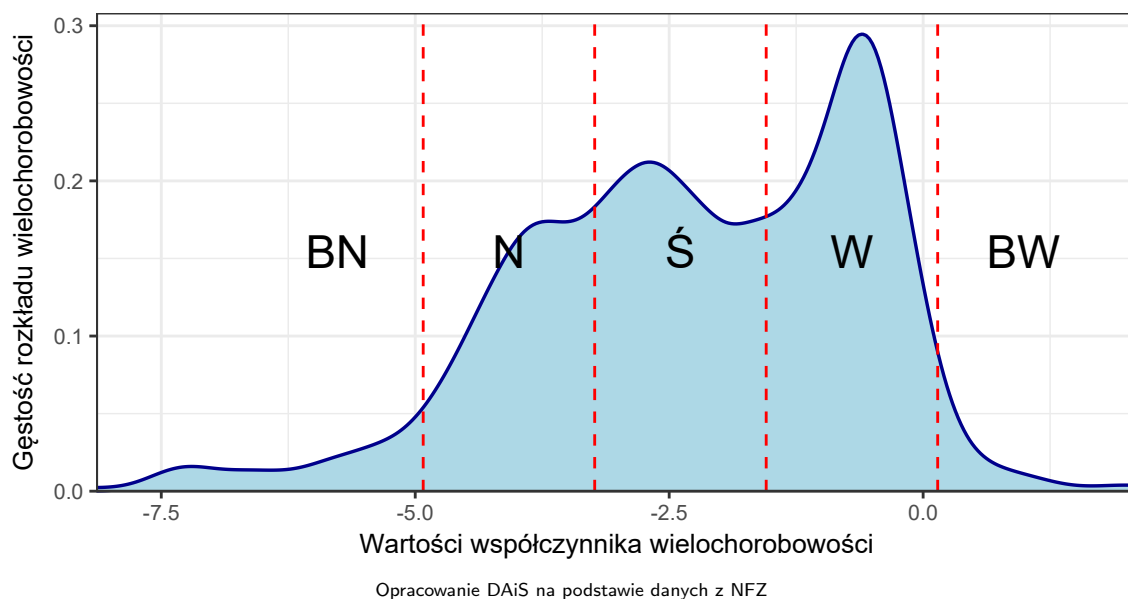 Gęstość rozkładu wielochorobowości
0.3
0.2
0.1
0.0
BN N Ś W BW
-7.5 -5.0 -2.5 0.0
Wartości współczynnika wielochorobowości
Opracowanie DAiS na podstawie danych z NFZ